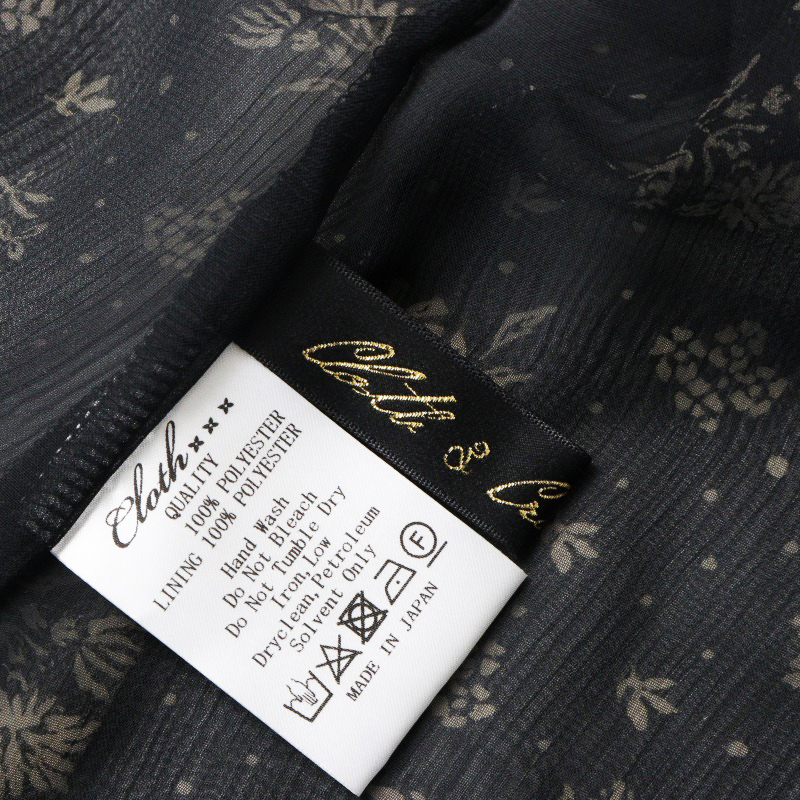 Cloth &
Cloth
QUALITY
100% POLYESTER
LINING 100% POLYESTER
Hand Wash
Do Not Bleach
Do Not Tumble Dry
Iron, Low
Dryclean, Petroleum
Solvent Only
F
MADE IN JAPAN